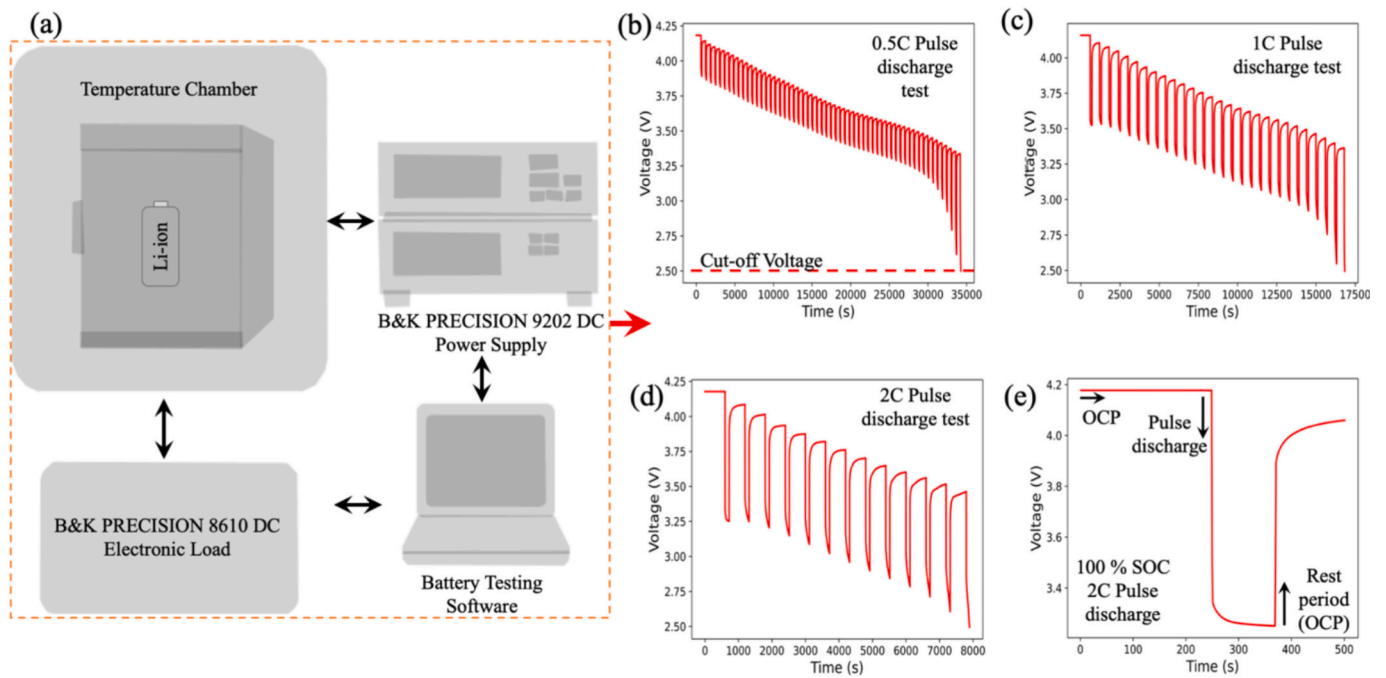 (a)
Temperature Chamber
Li-ion
B&K PRECISION 9202 DC
Power Supply
B&K PRECISION 8610 DC
Electronic Load
Battery Testing
Software
(b)
0.5C Pulse
discharge
test
Cut-off Voltage
Voltage (V)
4.25
4.00
3.75
3.50
3.25
3.00
2.75
2.50
0 5000 10000 15000 20000 25000 30000 35000
Time (s)
(c)
1C Pulse
discharge test
Voltage (V)
4.25
4.00
3.75
3.50
3.25
3.00
2.75
2.50
0 2500 5000 7500 10000 12500 15000 17500
Time (s)
(d)
2C Pulse
discharge test
Voltage (V)
4.25
4.00
3.75
3.50
3.25
3.00
2.75
2.50
0 1000 2000 3000 4000 5000 6000 7000 8000
Time (s)
(e)
OCP
Pulse
discharge
100 % SOC
2C Pulse
discharge
Rest
period
(OCP)
Voltage (V)
4.2
4.0
3.8
3.6
3.4
0 100 200 300 400 500
Time (s)